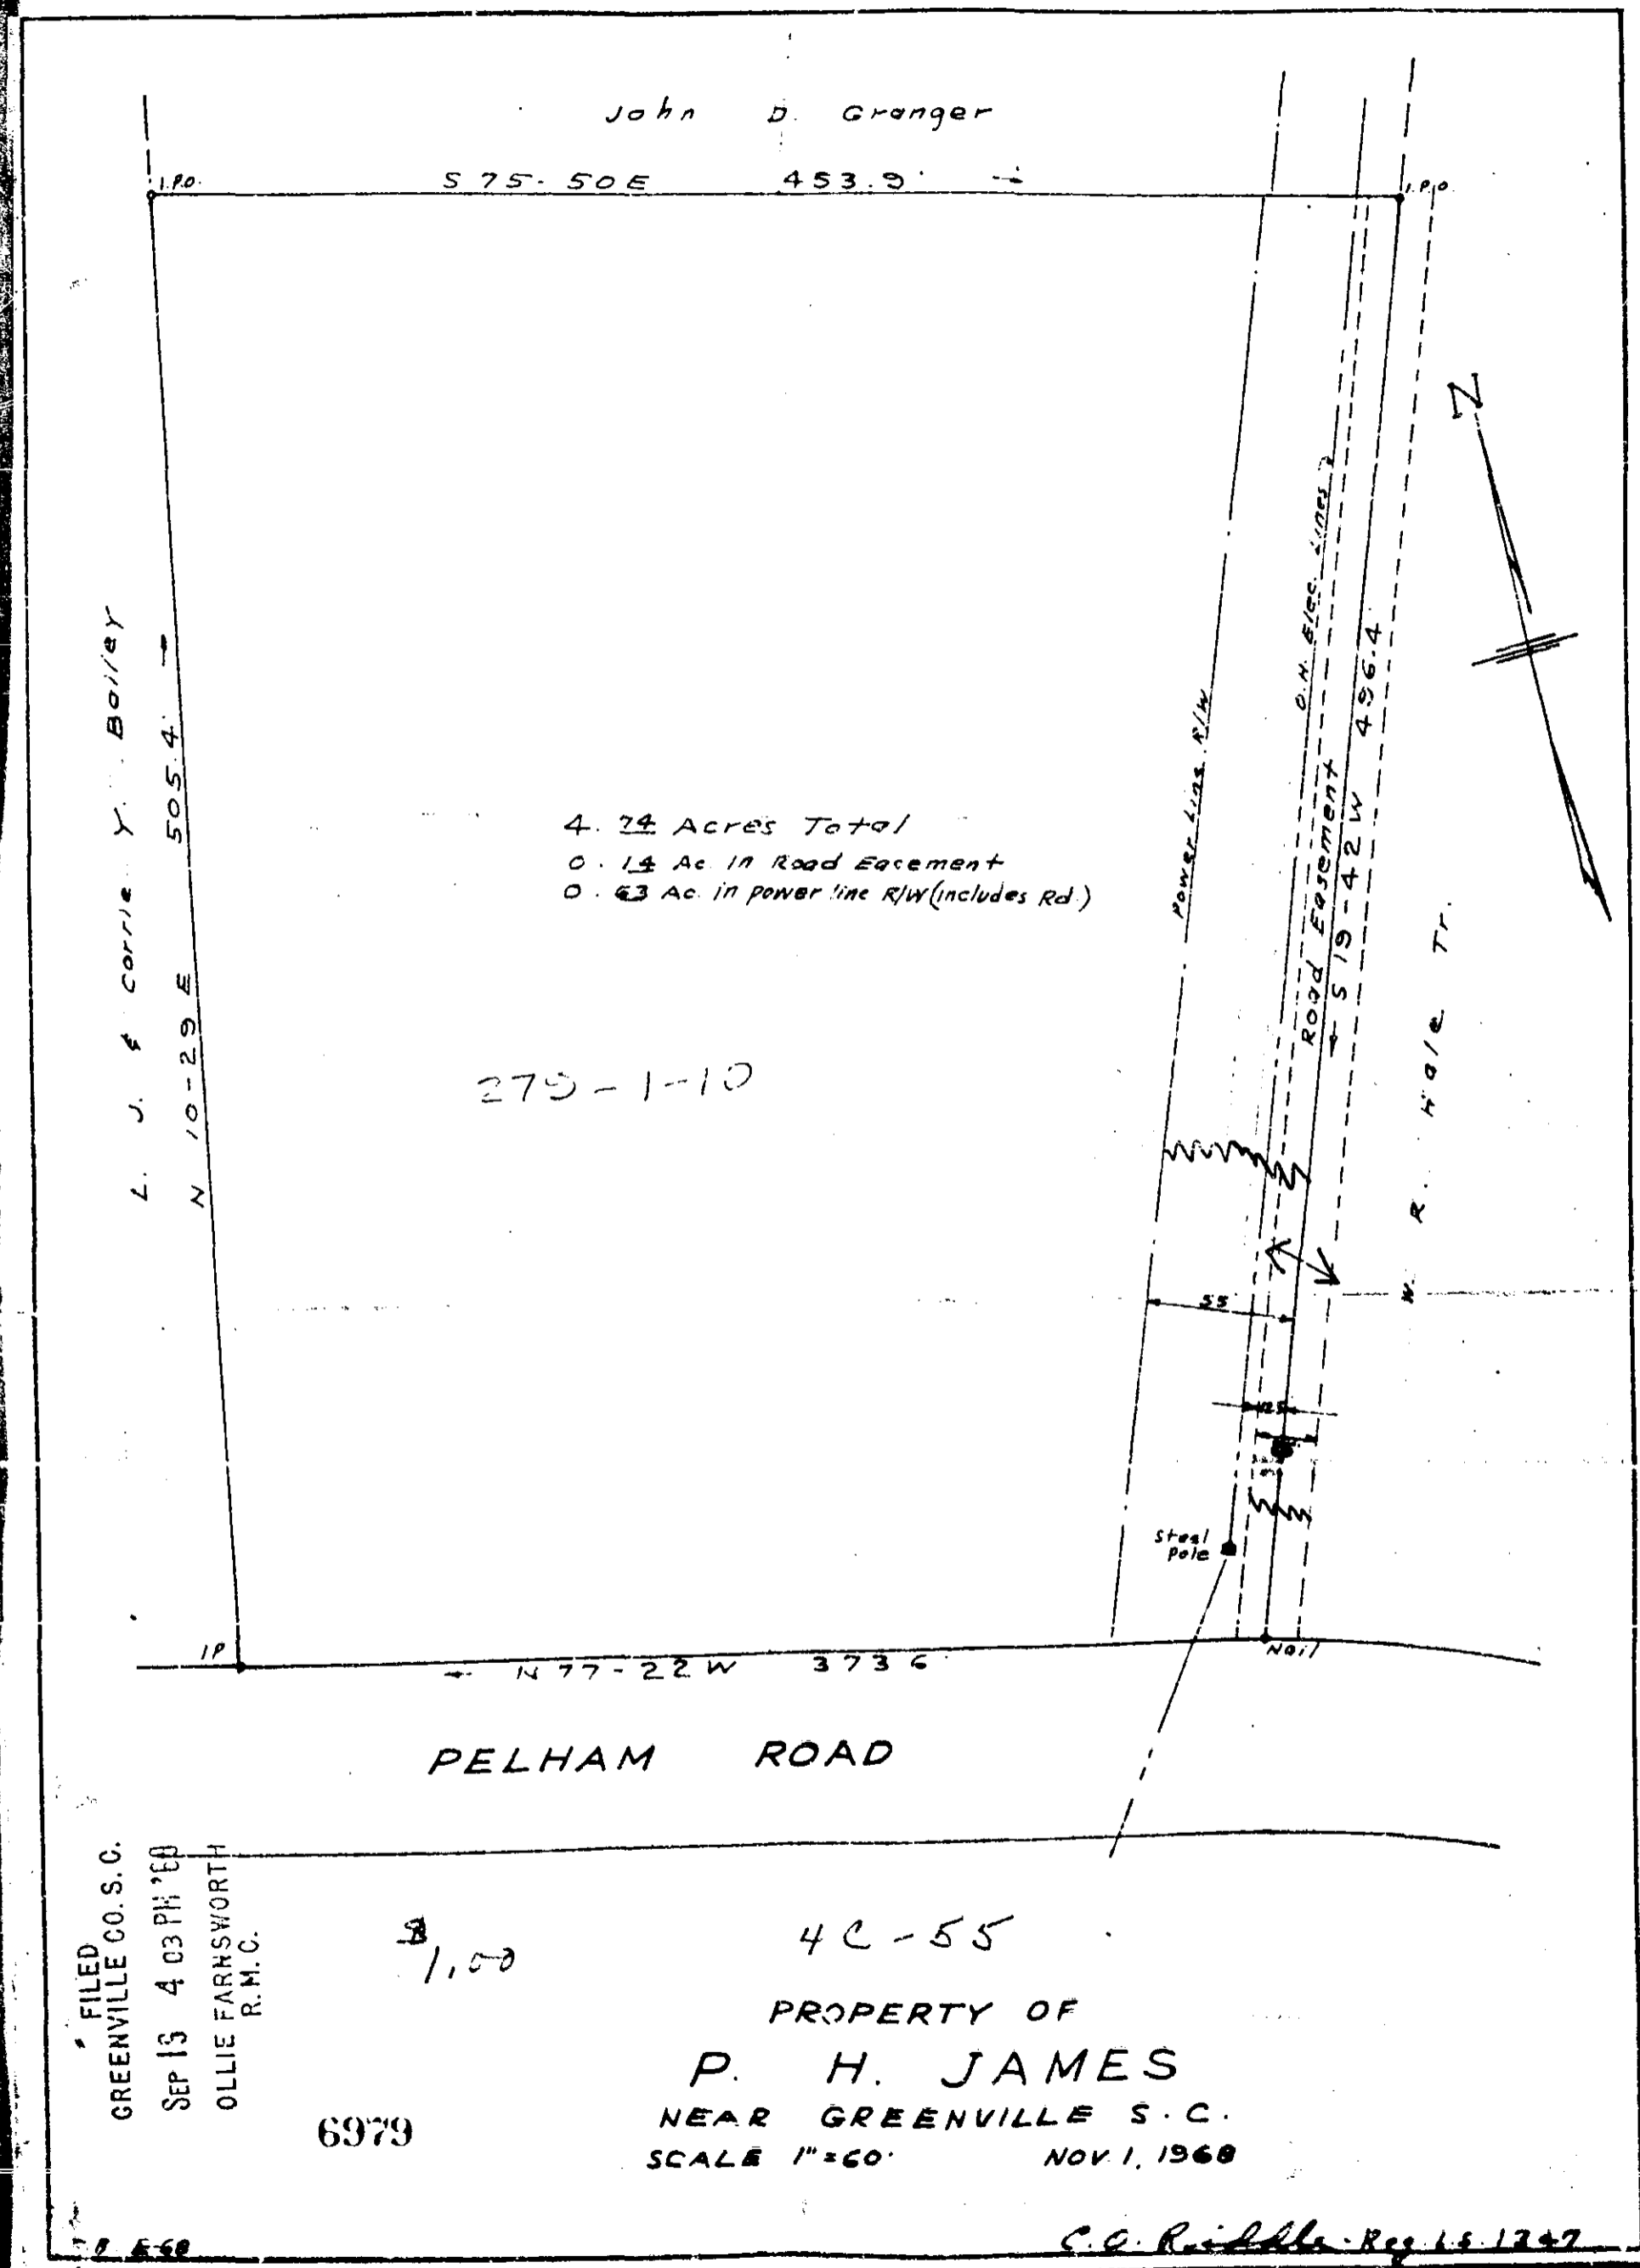 John D. Granger
I.P.O.
S 75-50 E 453.9'
I.P.O.
N
L. J. & Corrie Y. Bailey
N 10-29 E 505.4'
4.74 Acres Total
0.14 Ac. in Road Easement
0.63 Ac. in power line R/W (includes Rd.)
Power Line R/W
O.H. Elec. Lines
Road Easement
S 19-42 W 496.4
W. R. Hale Tr.
279-1-10
55
12.5
Steel
Pole
I P
N 77-22 W 373.6
Nail
PELHAM ROAD
FILED
GREENVILLE CO. S. C.
SEP 4 03 PM
OLLIE FARNSWORTH
R. M. C.
$1.00
4C-55
PROPERTY OF
P. H. JAMES
NEAR GREENVILLE S. C.
SCALE 1"=60' NOV. 1, 1968
6979
C. O. Riddle - Reg. L.S. 1347